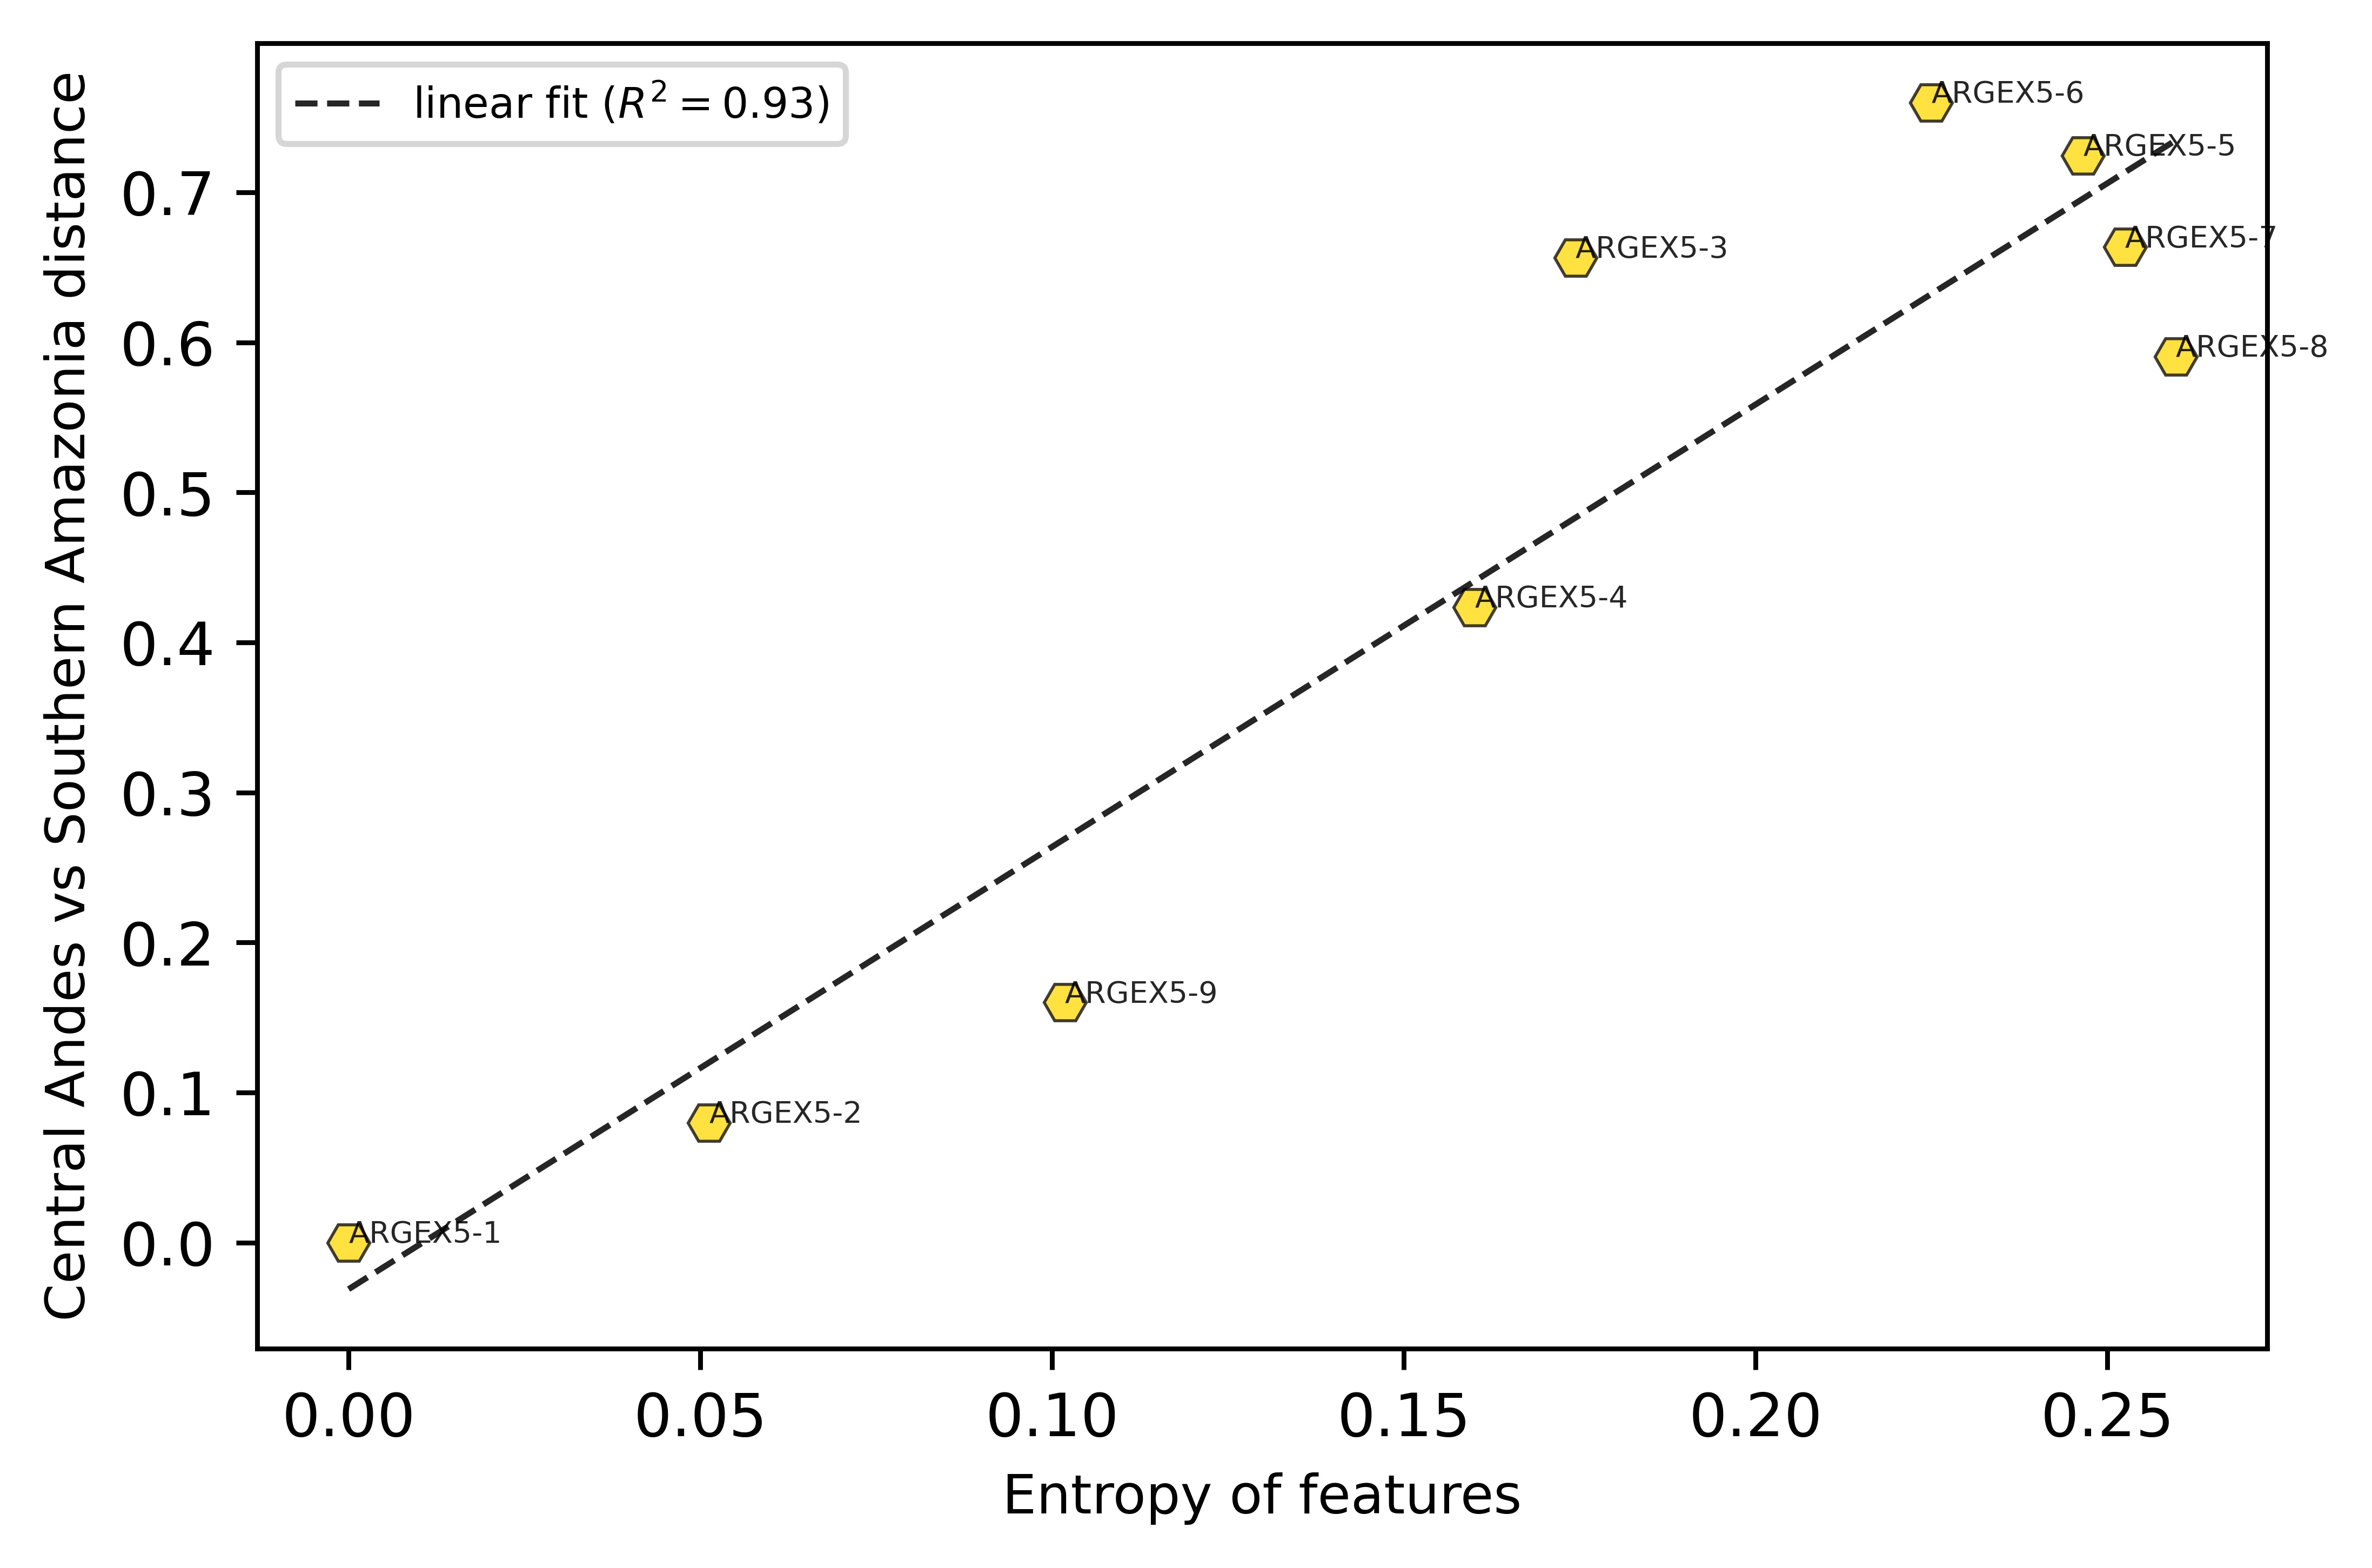 linear fit (R² = 0.93)
ARGEX5-6
ARGEX5-5
ARGEX5-3
ARGEX5-7
ARGEX5-8
ARGEX5-4
ARGEX5-9
ARGEX5-2
ARGEX5-1
Central Andes vs Southern Amazonia distance
0.7
0.6
0.5
0.4
0.3
0.2
0.1
0.0
0.00 0.05 0.10 0.15 0.20 0.25
Entropy of features